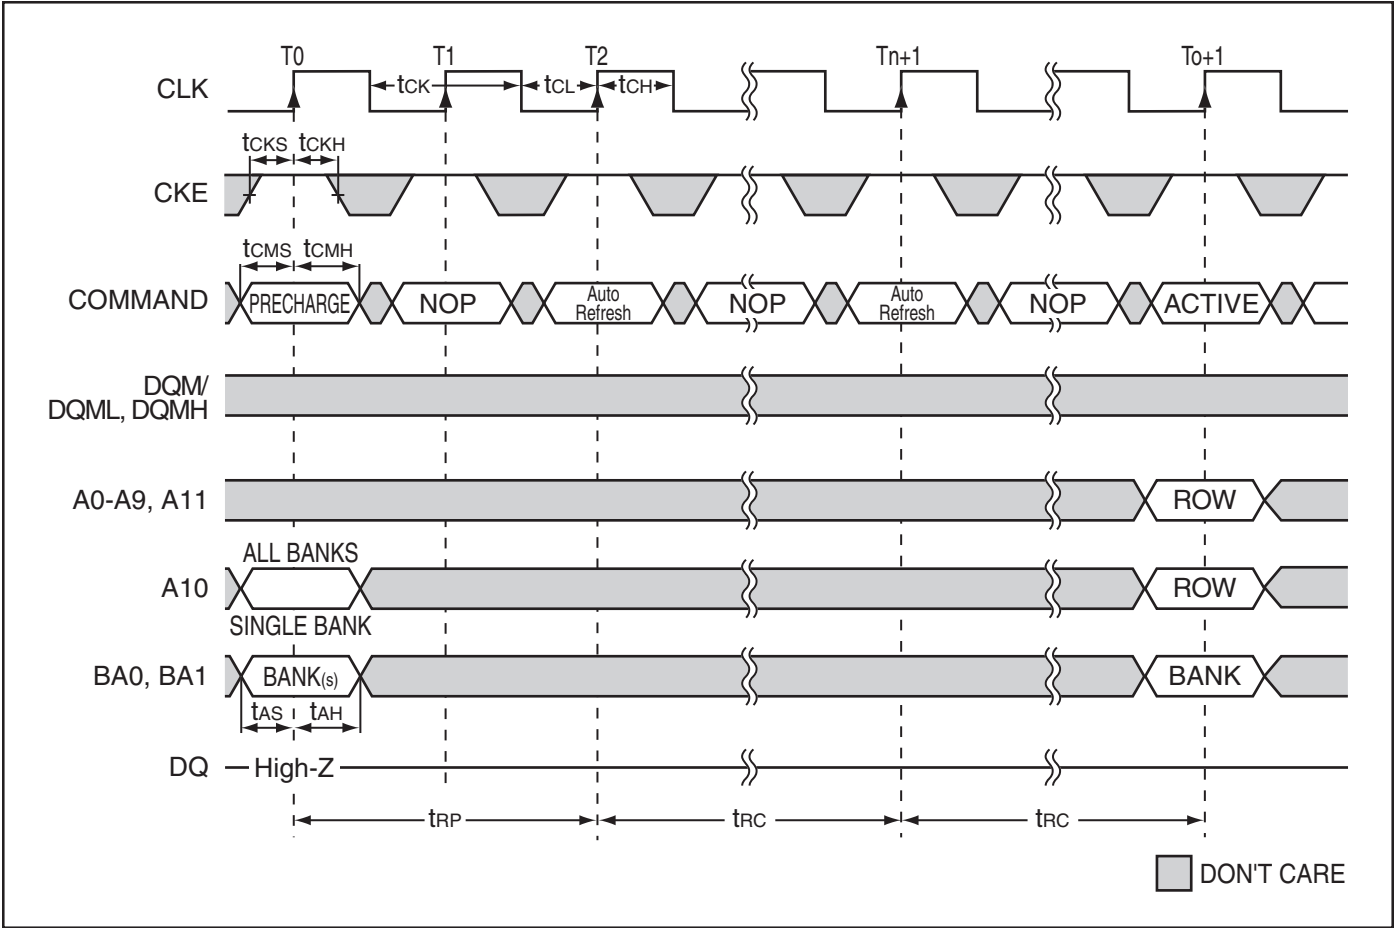 T0 T1 T2 Tn+1 To+1
CLK tCK tCL tCH
tCKS tCKH
CKE
tCMS tCMH
COMMAND PRECHARGE NOP Auto Refresh NOP Auto Refresh NOP ACTIVE
DQM/
DQML, DQMH
A0-A9, A11 ROW
ALL BANKS
A10 ROW
SINGLE BANK
BA0, BA1 BANK(s) BANK
tAS tAH
DQ High-Z
tRP tRC tRC
DON'T CARE